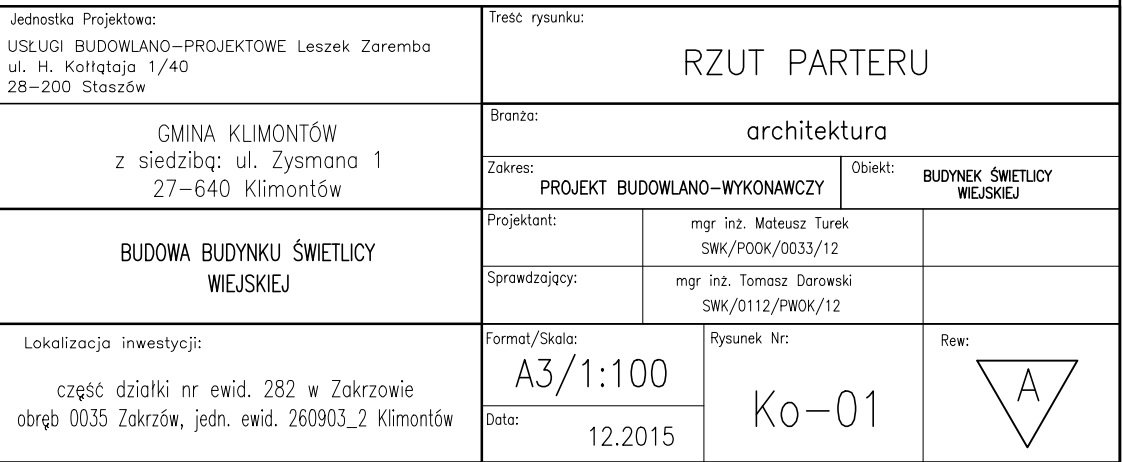 Jednostka Projektowa:
USŁUGI BUDOWLANO-PROJEKTOWE Leszek Zaremba
ul. H. Kołłątaja 1/40
28-200 Staszów
GMINA KLIMONTÓW
z siedzibą: ul. Zysmana 1
27-640 Klimontów
BUDOWA BUDYNKU ŚWIETLICY
WIEJSKIEJ
Lokalizacja inwestycji:
część działki nr ewid. 282 w Zakrzowie
obręb 0035 Zakrzów, jedn. ewid. 260903_2 Klimontów
Treść rysunku:
RZUT PARTERU
Branża:
architektura
Zakres:
PROJEKT BUDOWLANO-WYKONAWCZY
Obiekt:
BUDYNEK ŚWIETLICY
WIEJSKIEJ
Projektant:
mgr inż. Mateusz Turek
SWK/POOK/0033/12
Sprawdzający:
mgr inż. Tomasz Darowski
SWK/0112/PWOK/12
Format/Skala:
A3/1:100
Data:
12.2015
Rysunek Nr:
Ko-01
Rew:
A